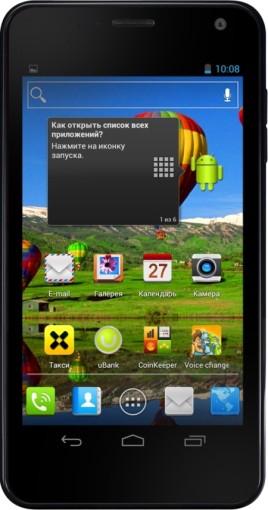 10:08
Как открыть список всех
приложений?
Нажмите на иконку
запуска.
1 из 6
27
E-mail
Галерея
Календарь
Камера
Такси
uBank
CoinKeeper
Voice change